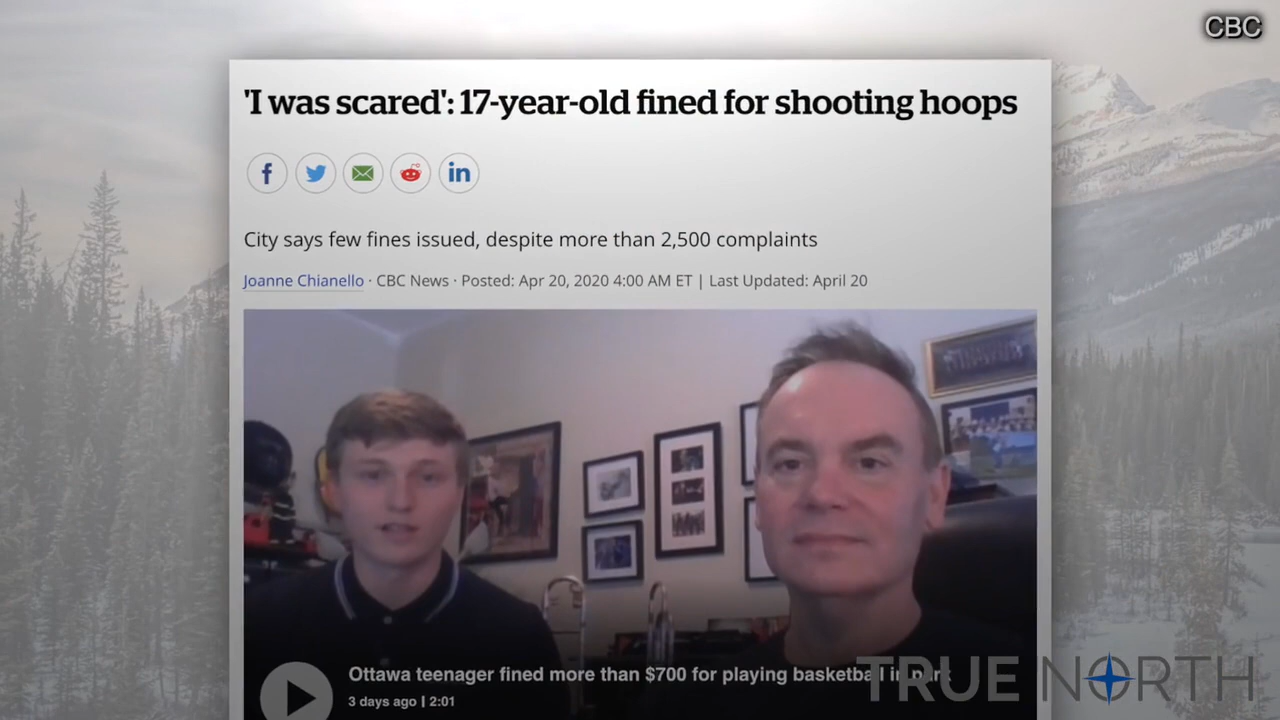 CBC
'I was scared': 17-year-old fined for shooting hoops
City says few fines issued, despite more than 2,500 complaints
Joanne Chianello · CBC News · Posted: Apr 20, 2020 4:00 AM ET | Last Updated: April 20
Ottawa teenager fined more than $700 for playing basketball in park
3 days ago | 2:01
TRUE NORTH